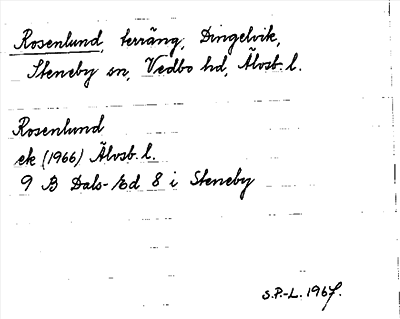 Rosenlund, terräng, Dingelvik,
Steneby sn, Vedbo hd, Älvsb. l.
Rosenlund
ek (1966) Älvsb. l.
9 B Dals-Ed 8 i Steneby
S.P.-L. 1967.